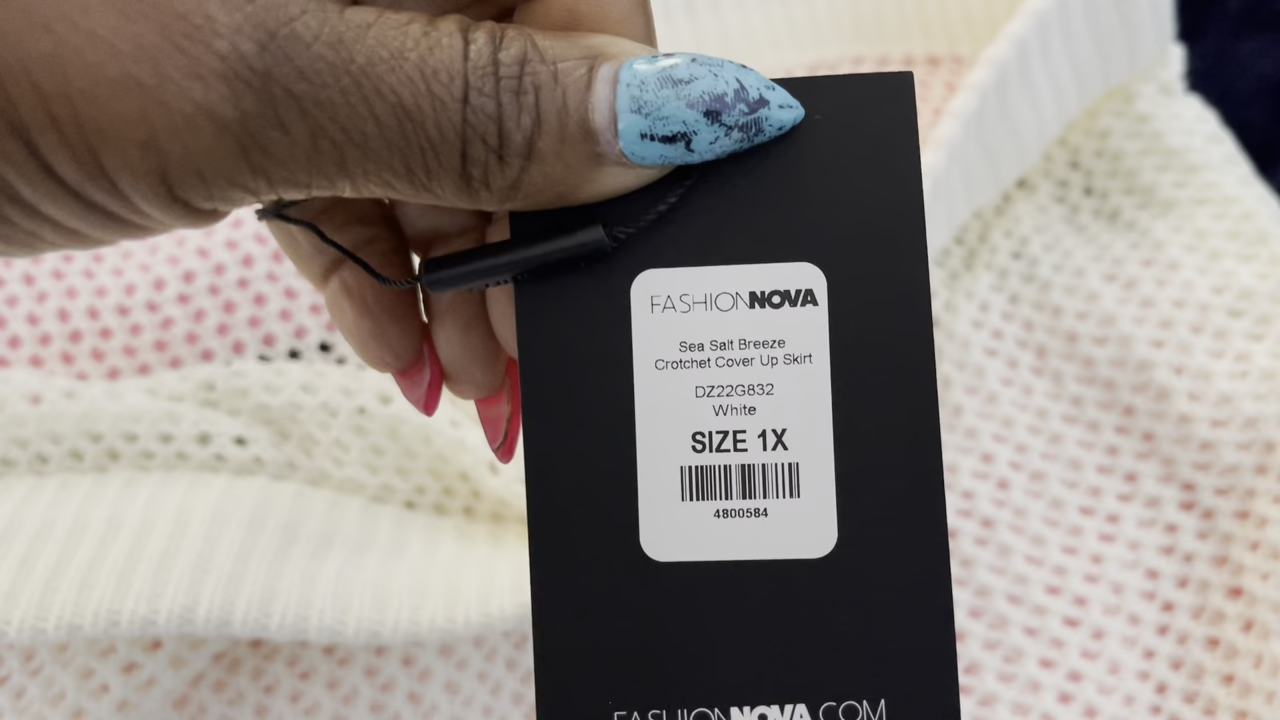 FASHIONNOVA
Sea Salt Breeze
Crotchet Cover Up Skirt
DZ22G832
White
SIZE 1X
4800584
FASHIONNOVA.COM